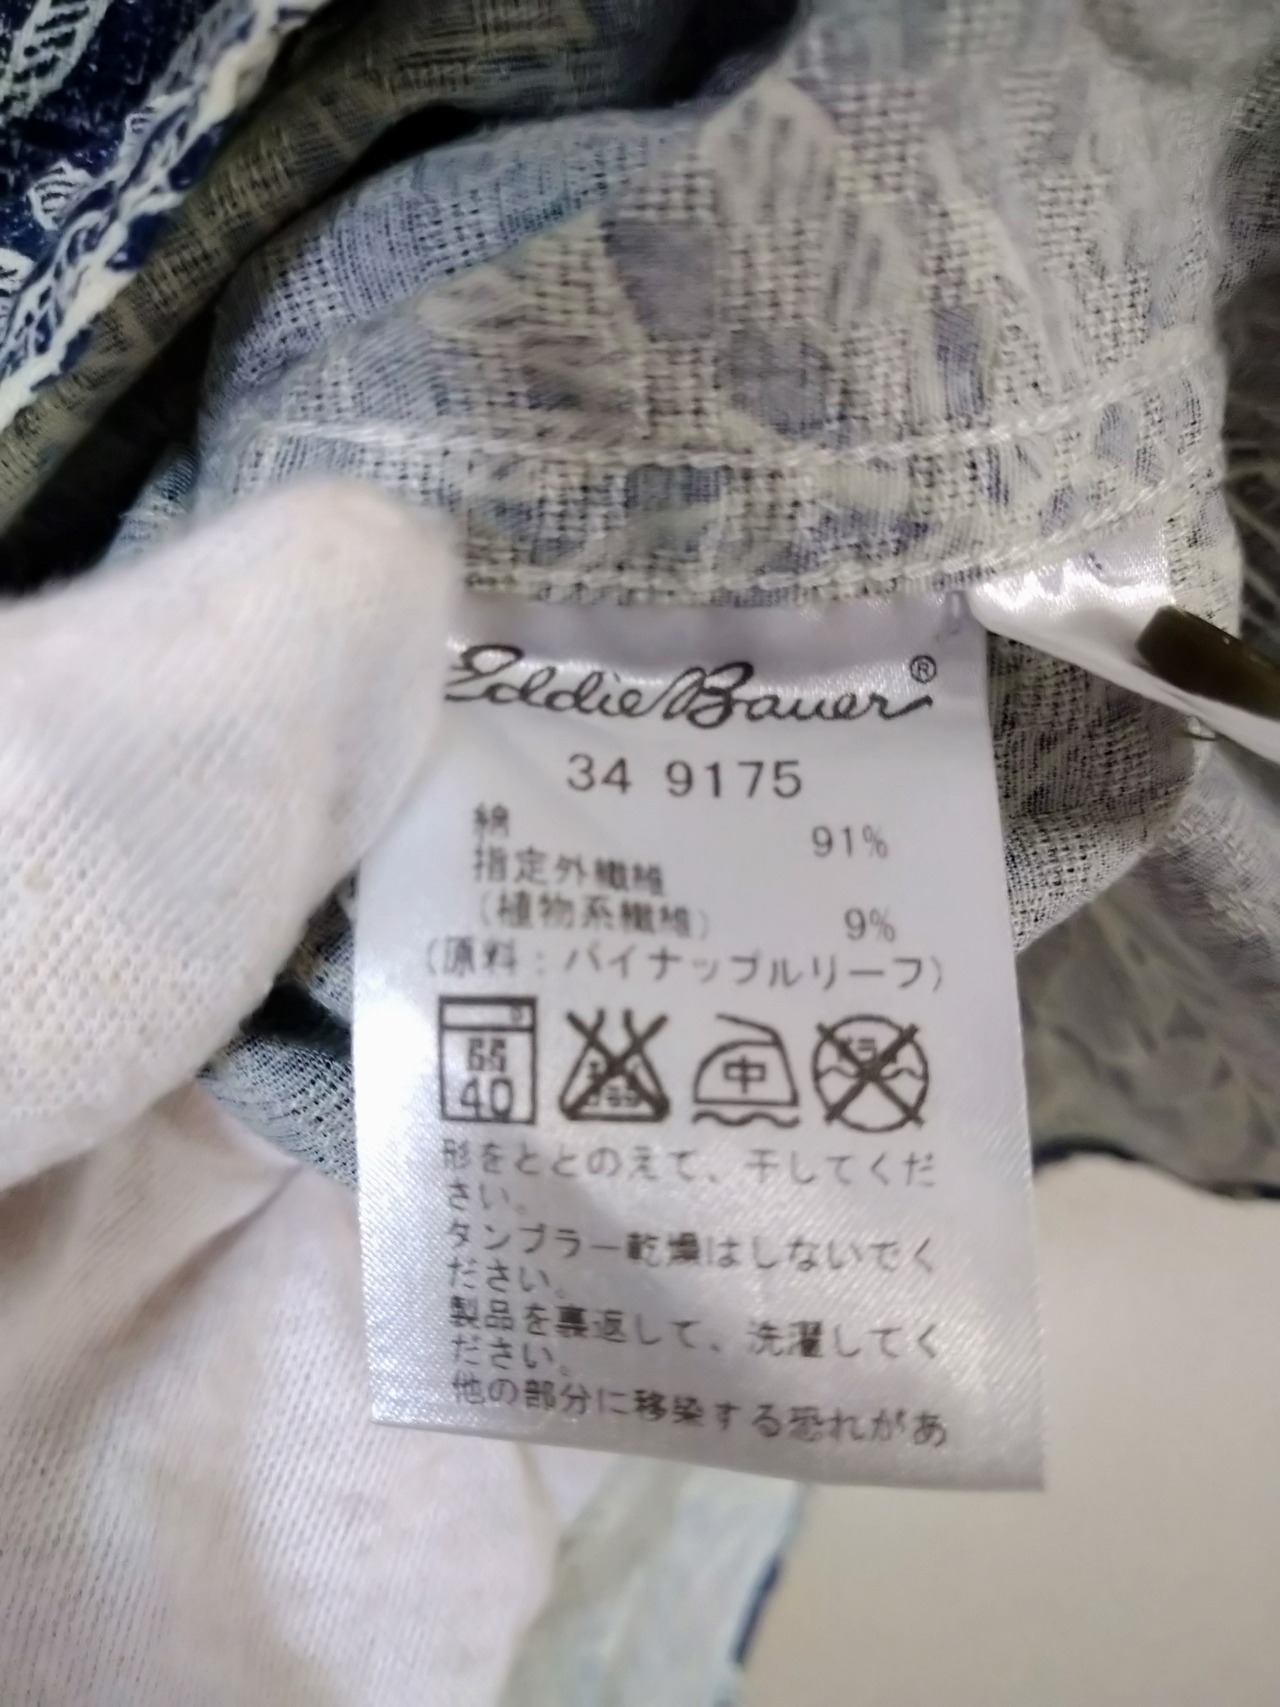 Eddie Bauer®
34 9175
綿 91%
指定外繊維
(植物系繊維) 9%
(原料：パイナップルリーフ)
40
中
形をととのえて、干してくだ
さい。
タンブラー乾燥はしないでく
ださい。
製品を裏返して、洗濯してく
ださい。
他の部分に移染する恐れがあ